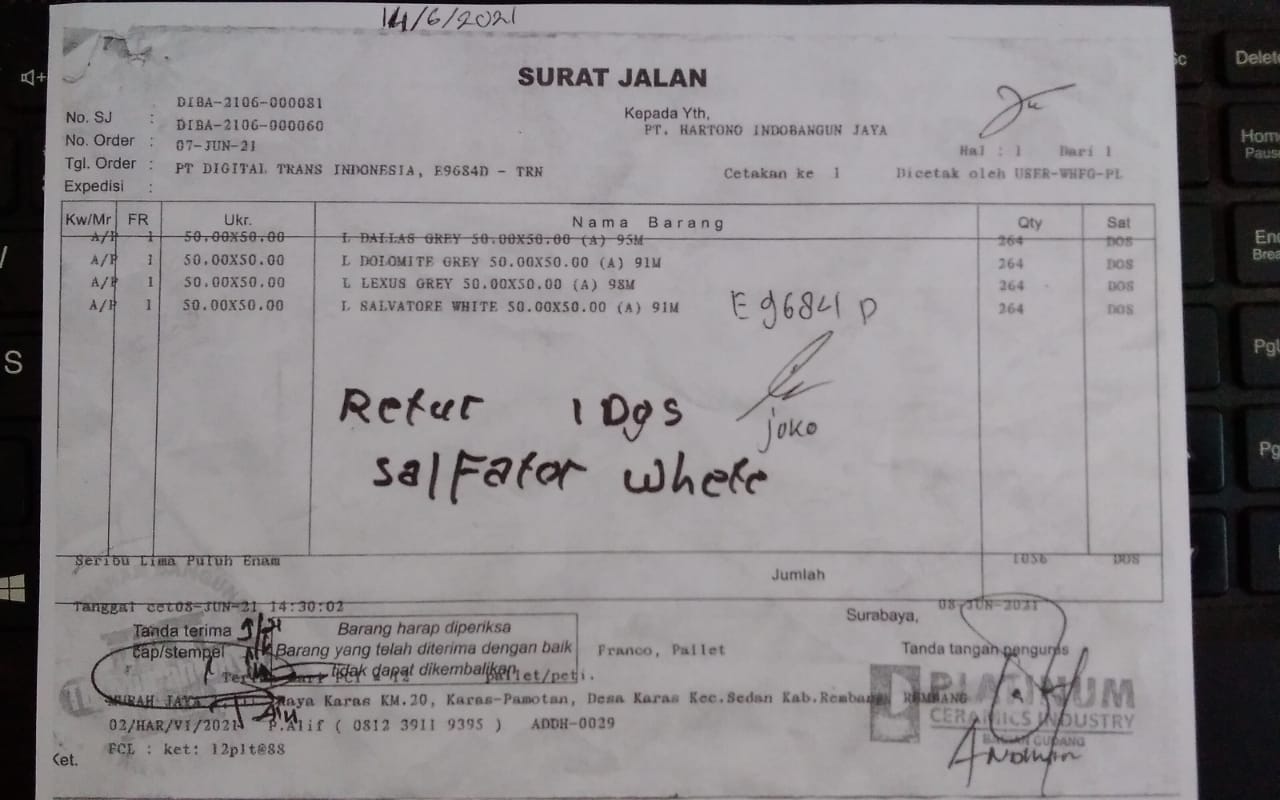 14/6/2021
SURAT JALAN
No. SJ : DIBA-2106-000081
No. Order : DIBA-2106-000060
Tgl. Order : 07-JUN-21
Expedisi : PT DIGITAL TRANS INDONESIA, E9684D - TRN
Kepada Yth,
PT. HARTONO INDOBANGUN JAYA
Hal : 1 Dari 1
Cetakan ke 1 Dicetak oleh USER-WHFG-PL
Kw/Mr FR Ukr. Nama Barang Qty Sat
A/P 1 50.00X50.00 L DALLAS GREY 50.00X50.00 (A) 95M 264 DOS
A/P 1 50.00X50.00 L DOLOMITE GREY 50.00X50.00 (A) 91M 264 DOS
A/P 1 50.00X50.00 L LEXUS GREY 50.00X50.00 (A) 98M 264 DOS
A/P 1 50.00X50.00 L SALVATORE WHITE 50.00X50.00 (A) 91M 264 DOS
E9684 D
Retur 1 Dos
joko
salFator whete
Seribu Lima Puluh Enam
Jumlah 1056 DOS
Tanggal cet08-JUN-21 14:30:02
Surabaya, 08-JUN-2021
Tanda terima
cap/stempel
Barang harap diperiksa
Barang yang telah diterima dengan baik
tidak dapat dikembalikan.
Franco, Pallet
pallet/peti.
Tanda tangan pengurus
MURAH JAYA Raya Karas KM.20, Karas-Pamotan, Desa Karas Kec.Sedan Kab.Rembang REMBANG
02/HAR/VI/2021 P.Alif ( 0812 3911 9395 ) ADDH-0029
FCL : ket: 12plt@88
Ket.
PLATINUM
CERAMICS INDUSTRY
BAGIAN GUDANG